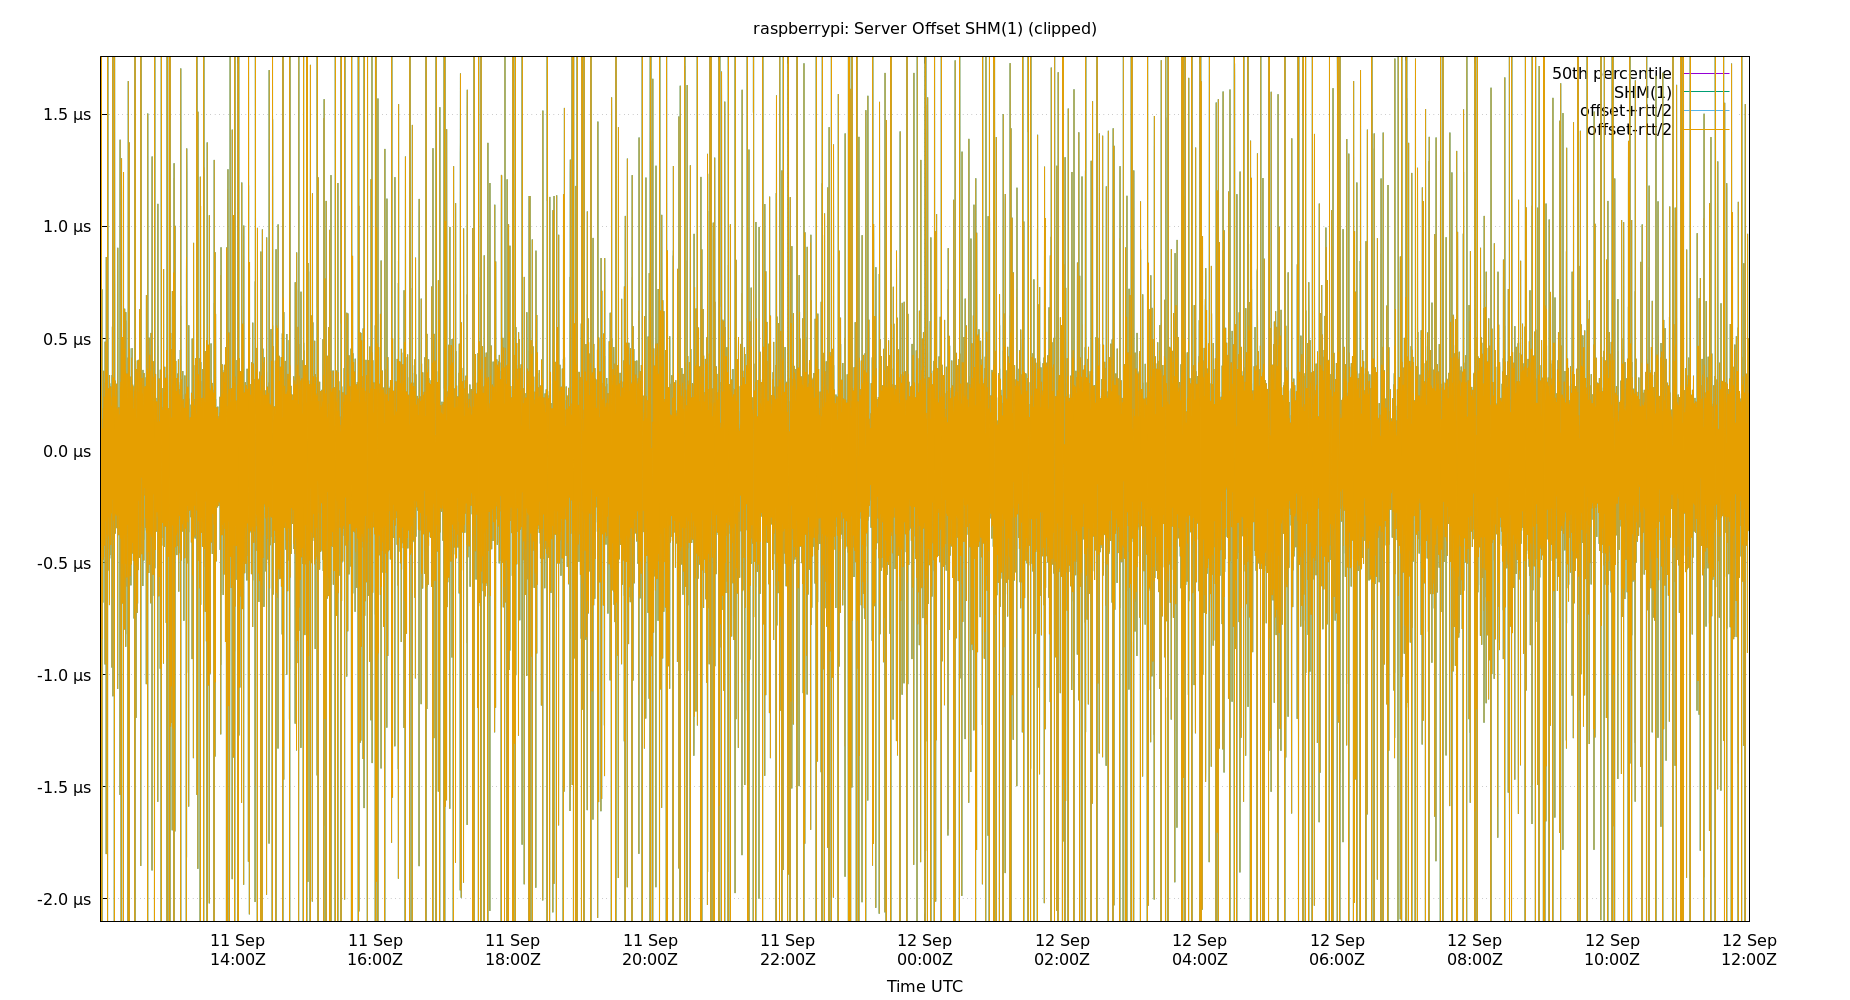 raspberrypi: Server Offset SHM(1) (clipped)
50th percentile
SHM(1)
offset+rtt/2
offset-rtt/2
1.5 µs
1.0 µs
0.5 µs
0.0 µs
-0.5 µs
-1.0 µs
-1.5 µs
-2.0 µs
11 Sep 11 Sep 11 Sep 11 Sep 11 Sep 12 Sep 12 Sep 12 Sep 12 Sep 12 Sep 12 Sep 12 Sep
14:00Z 16:00Z 18:00Z 20:00Z 22:00Z 00:00Z 02:00Z 04:00Z 06:00Z 08:00Z 10:00Z 12:00Z
Time UTC